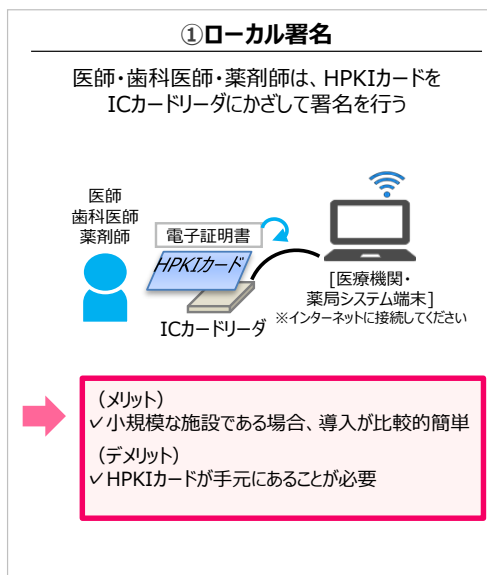 ①ローカル署名
医師・歯科医師・薬剤師は、HPKIカードを
ICカードリーダにかざして署名を行う
医師
歯科医師
薬剤師
電子証明書
HPKIカード
ICカードリーダ
[医療機関・
薬局システム端末]
※インターネットに接続してください
（メリット）
✓小規模な施設である場合、導入が比較的簡単
（デメリット）
✓HPKIカードが手元にあることが必要